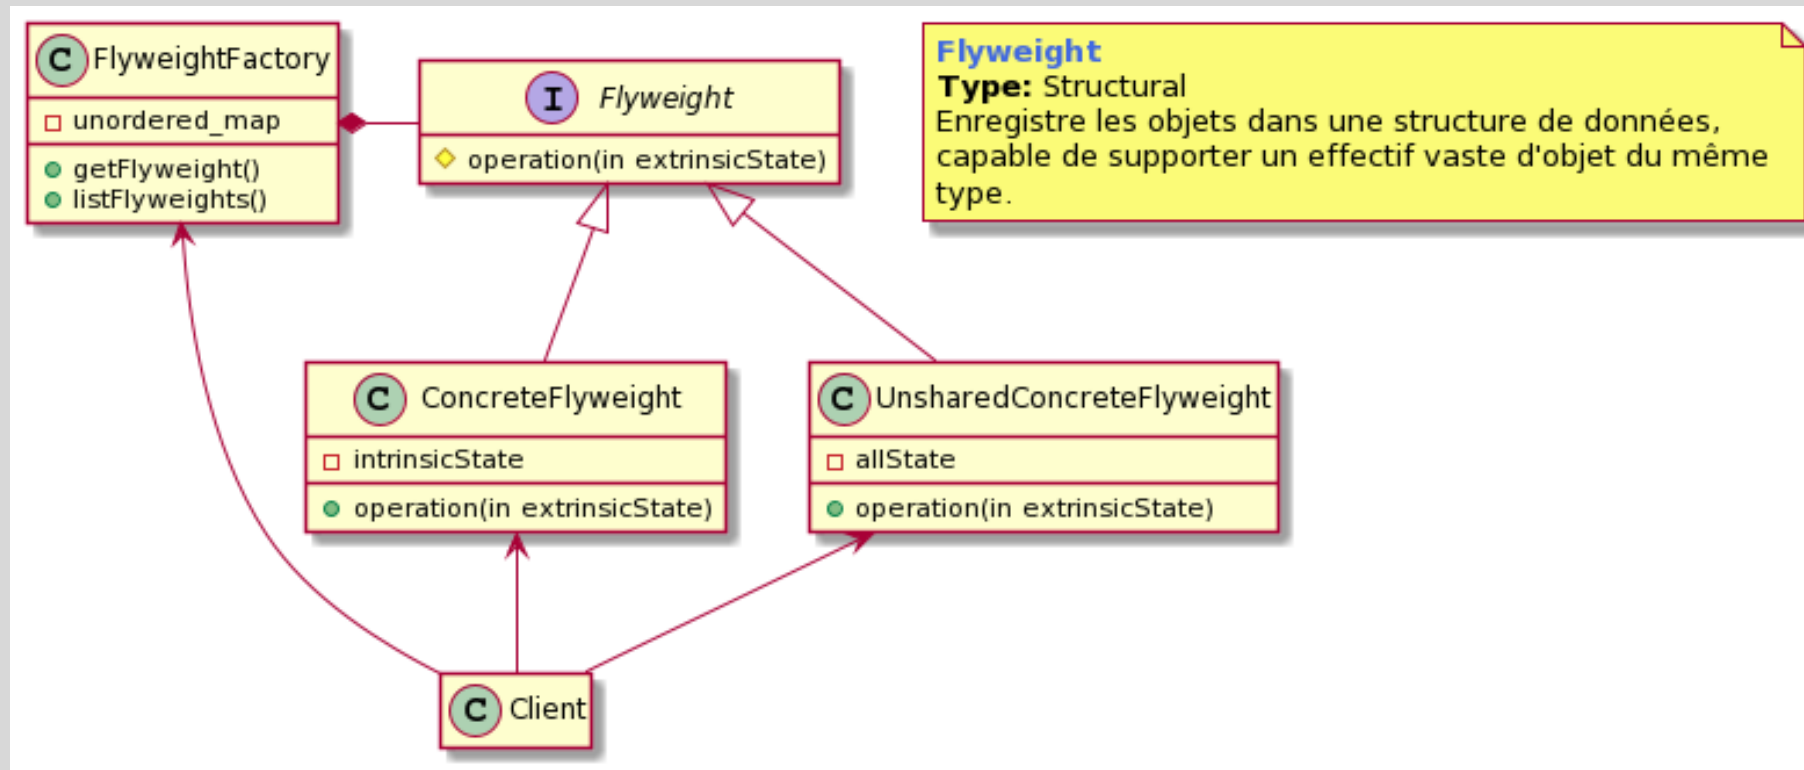 C FlyweightFactory
unordered_map
getFlyweight()
listFlyweights()
I Flyweight
operation(in extrinsicState)
Flyweight
Type: Structural
Enregistre les objets dans une structure de données,
capable de supporter un effectif vaste d'objet du même
type.
C ConcreteFlyweight
intrinsicState
operation(in extrinsicState)
C UnsharedConcreteFlyweight
allState
operation(in extrinsicState)
C Client